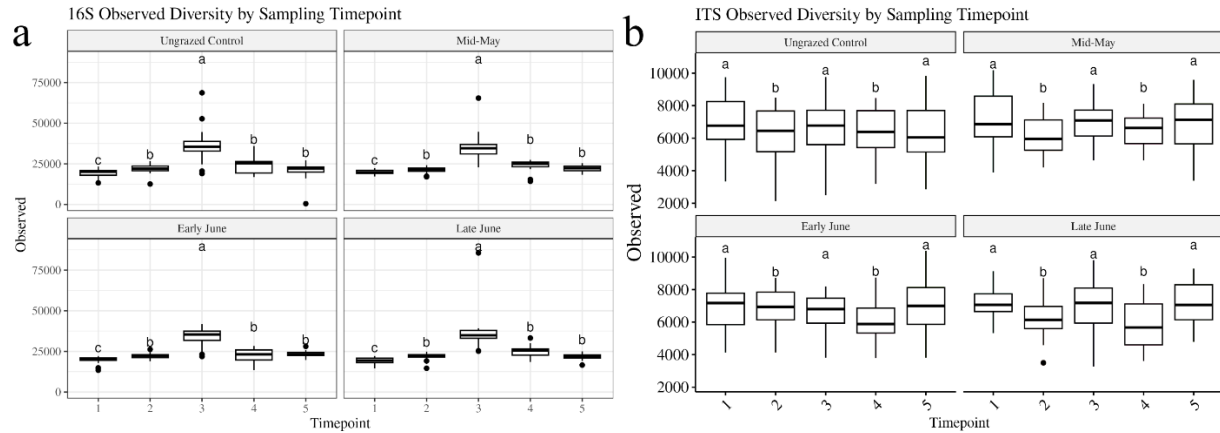 a
16S Observed Diversity by Sampling Timepoint
Ungrazed Control
Mid-May
a
a
75000
50000
b
b
c
b
b
c
b
b
25000
0
Early June
Late June
a
a
75000
50000
b
b
c
b
b
c
b
b
25000
0
Observed
1 2 3 4 5
1 2 3 4 5
Timepoint
b
ITS Observed Diversity by Sampling Timepoint
Ungrazed Control
Mid-May
a b a b a
a b a b a
10000
8000
6000
4000
2000
Early June
Late June
a b a b a
a b a b a
10000
8000
6000
4000
2000
Observed
1 2 3 4 5
1 2 3 4 5
Timepoint